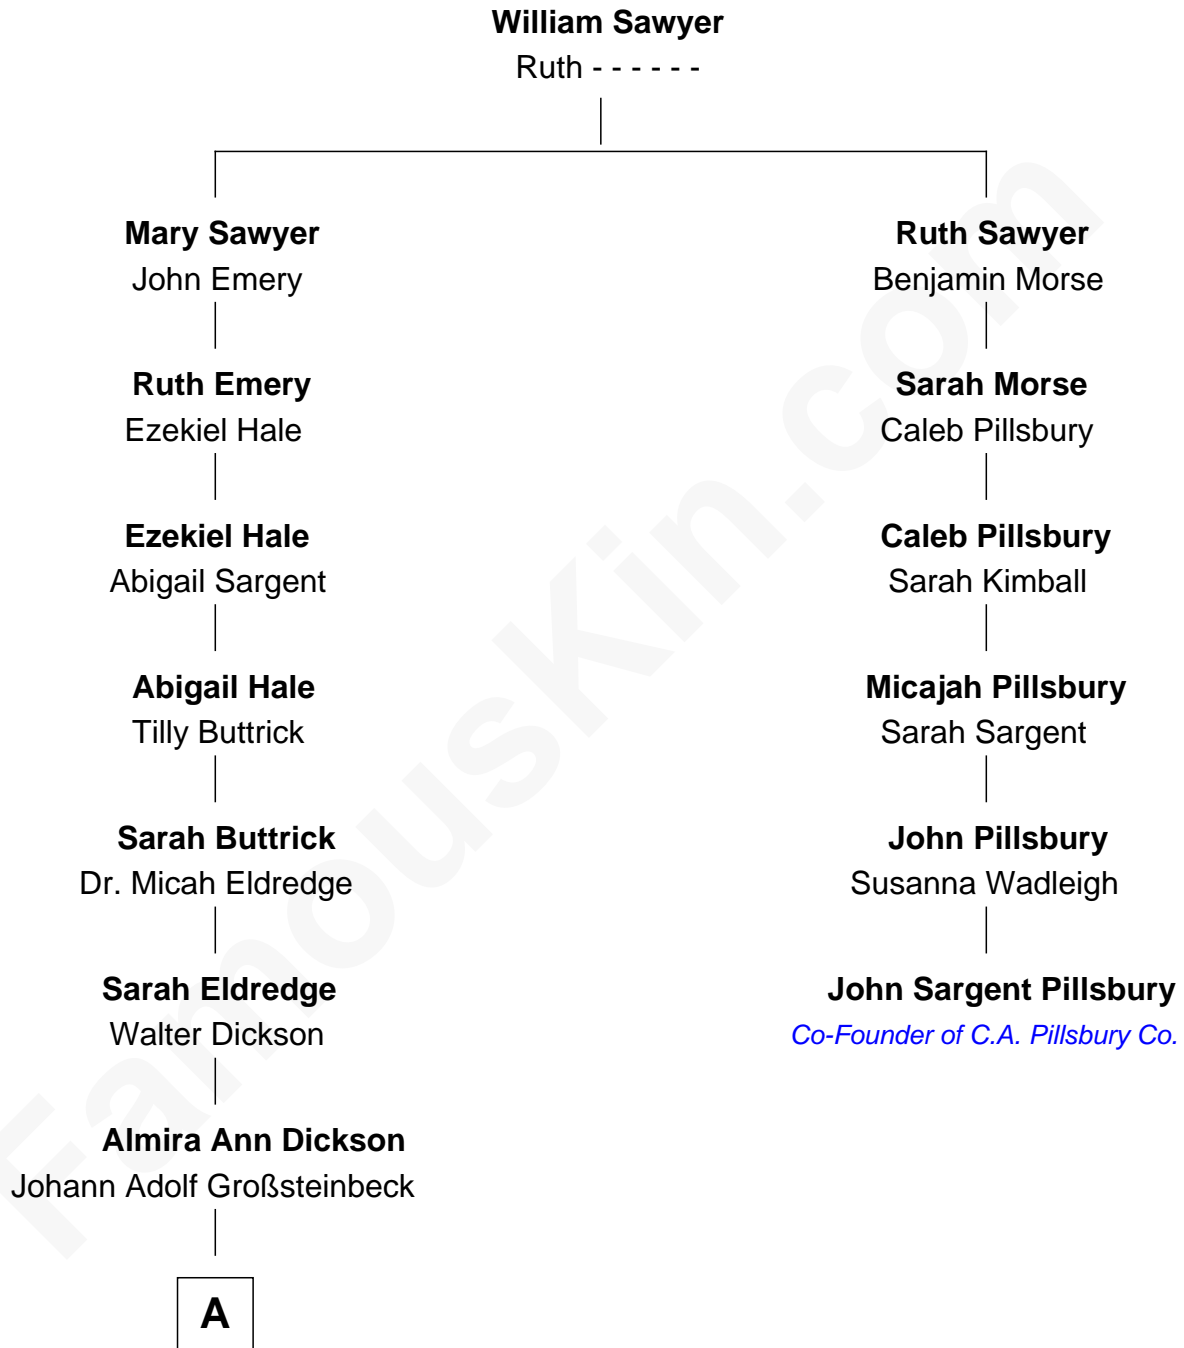 William Sawyer
Ruth - - - - - -
Mary Sawyer
John Emery
Ruth Emery
Ezekiel Hale
Ezekiel Hale
Abigail Sargent
Abigail Hale
Tilly Buttrick
Sarah Buttrick
Dr. Micah Eldredge
Sarah Eldredge
Walter Dickson
Almira Ann Dickson
Johann Adolf Großsteinbeck
A
Ruth Sawyer
Benjamin Morse
Sarah Morse
Caleb Pillsbury
Caleb Pillsbury
Sarah Kimball
Micajah Pillsbury
Sarah Sargent
John Pillsbury
Susanna Wadleigh
John Sargent Pillsbury
Co-Founder of C.A. Pillsbury Co.
FamousKin.com